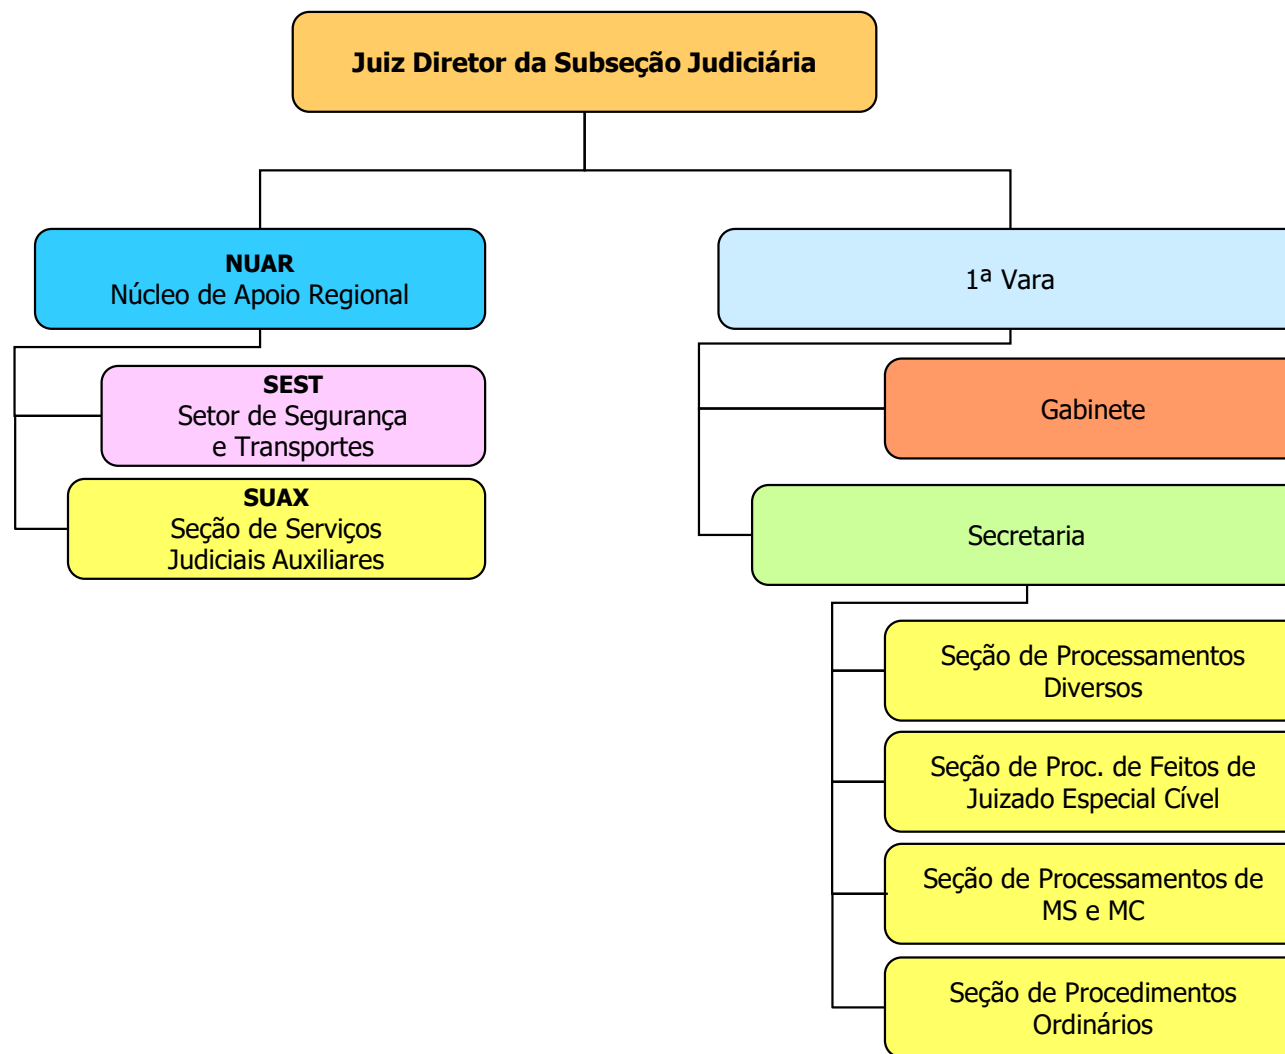 Juiz Diretor da Subseção Judiciária
NUAR
Núcleo de Apoio Regional
SEST
Setor de Segurança
e Transportes
SUAX
Seção de Serviços
Judiciais Auxiliares
1ª Vara
Gabinete
Secretaria
Seção de Processamentos
Diversos
Seção de Proc. de Feitos de
Juizado Especial Cível
Seção de Processamentos de
MS e MC
Seção de Procedimentos
Ordinários